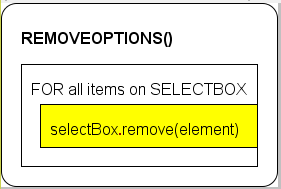 REMOVEOPTIONS()
FOR all items on SELECTBOX
selectBox.remove(element)